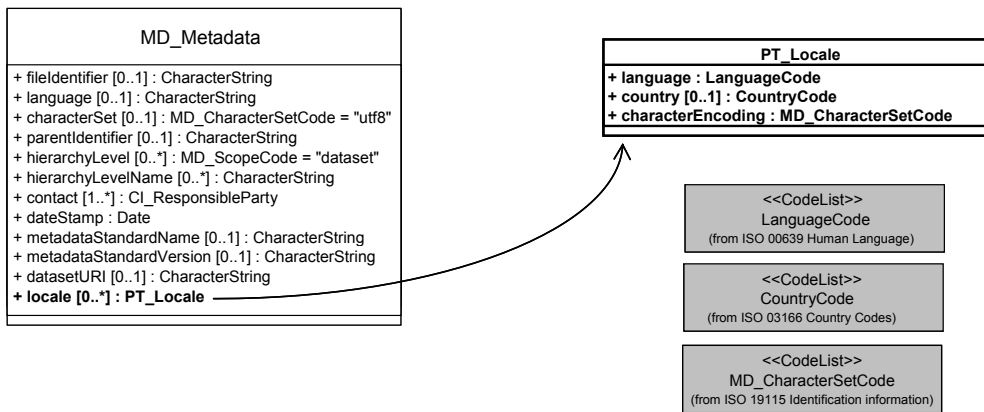 MD_Metadata
+ fileIdentifier [0..1] : CharacterString
+ language [0..1] : CharacterString
+ characterSet [0..1] : MD_CharacterSetCode = "utf8"
+ parentIdentifier [0..1] : CharacterString
+ hierarchyLevel [0..*] : MD_ScopeCode = "dataset"
+ hierarchyLevelName [0..*] : CharacterString
+ contact [1..*] : CI_ResponsibleParty
+ dateStamp : Date
+ metadataStandardName [0..1] : CharacterString
+ metadataStandardVersion [0..1] : CharacterString
+ datasetURI [0..1] : CharacterString
+ locale [0..*] : PT_Locale
PT_Locale
+ language : LanguageCode
+ country [0..1] : CountryCode
+ characterEncoding : MD_CharacterSetCode
<<CodeList>>
LanguageCode
(from ISO 00639 Human Language)
<<CodeList>>
CountryCode
(from ISO 03166 Country Codes)
<<CodeList>>
MD_CharacterSetCode
(from ISO 19115 Identification information)